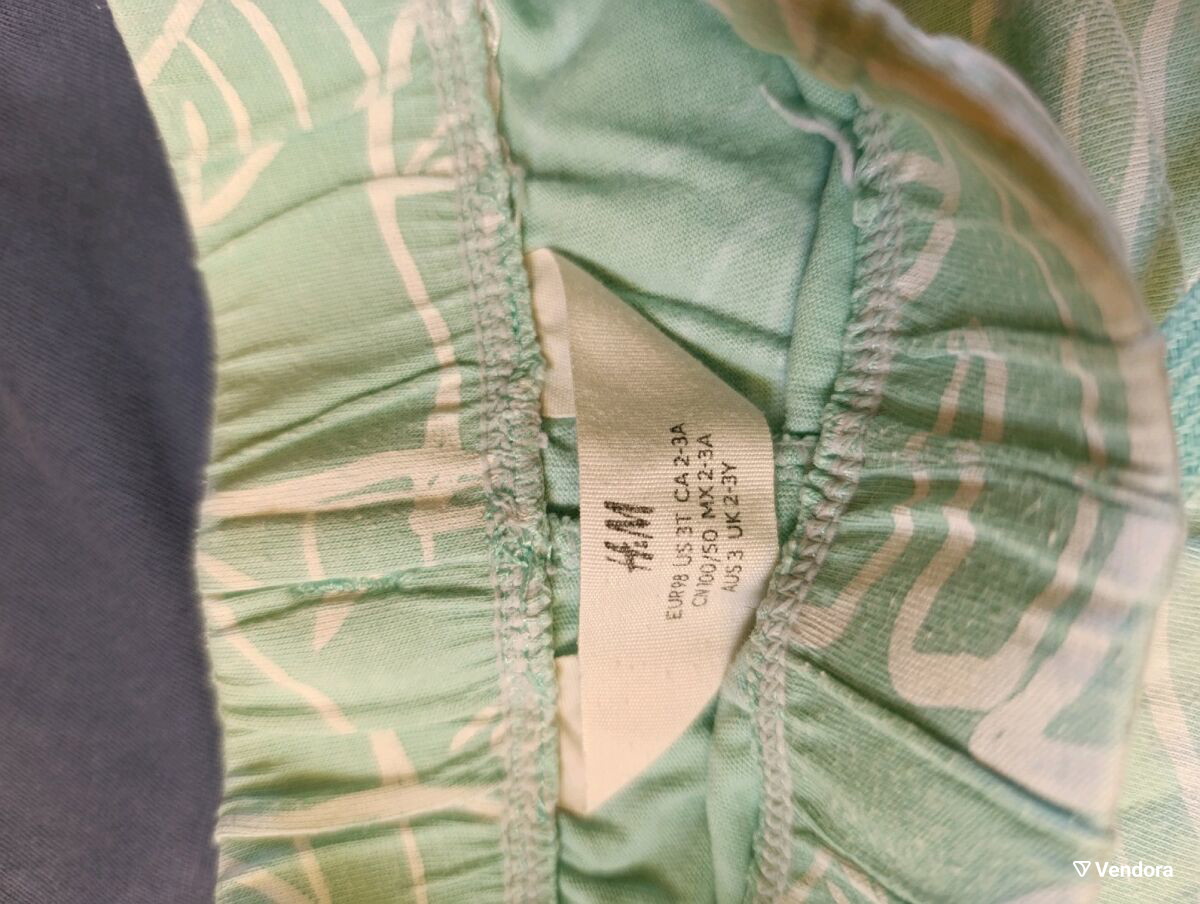 H&M
EUR98 US 3T CA 2-3A
CN100/50 MX 2-3A
AUS 3 UK 2-3Y
Vendora